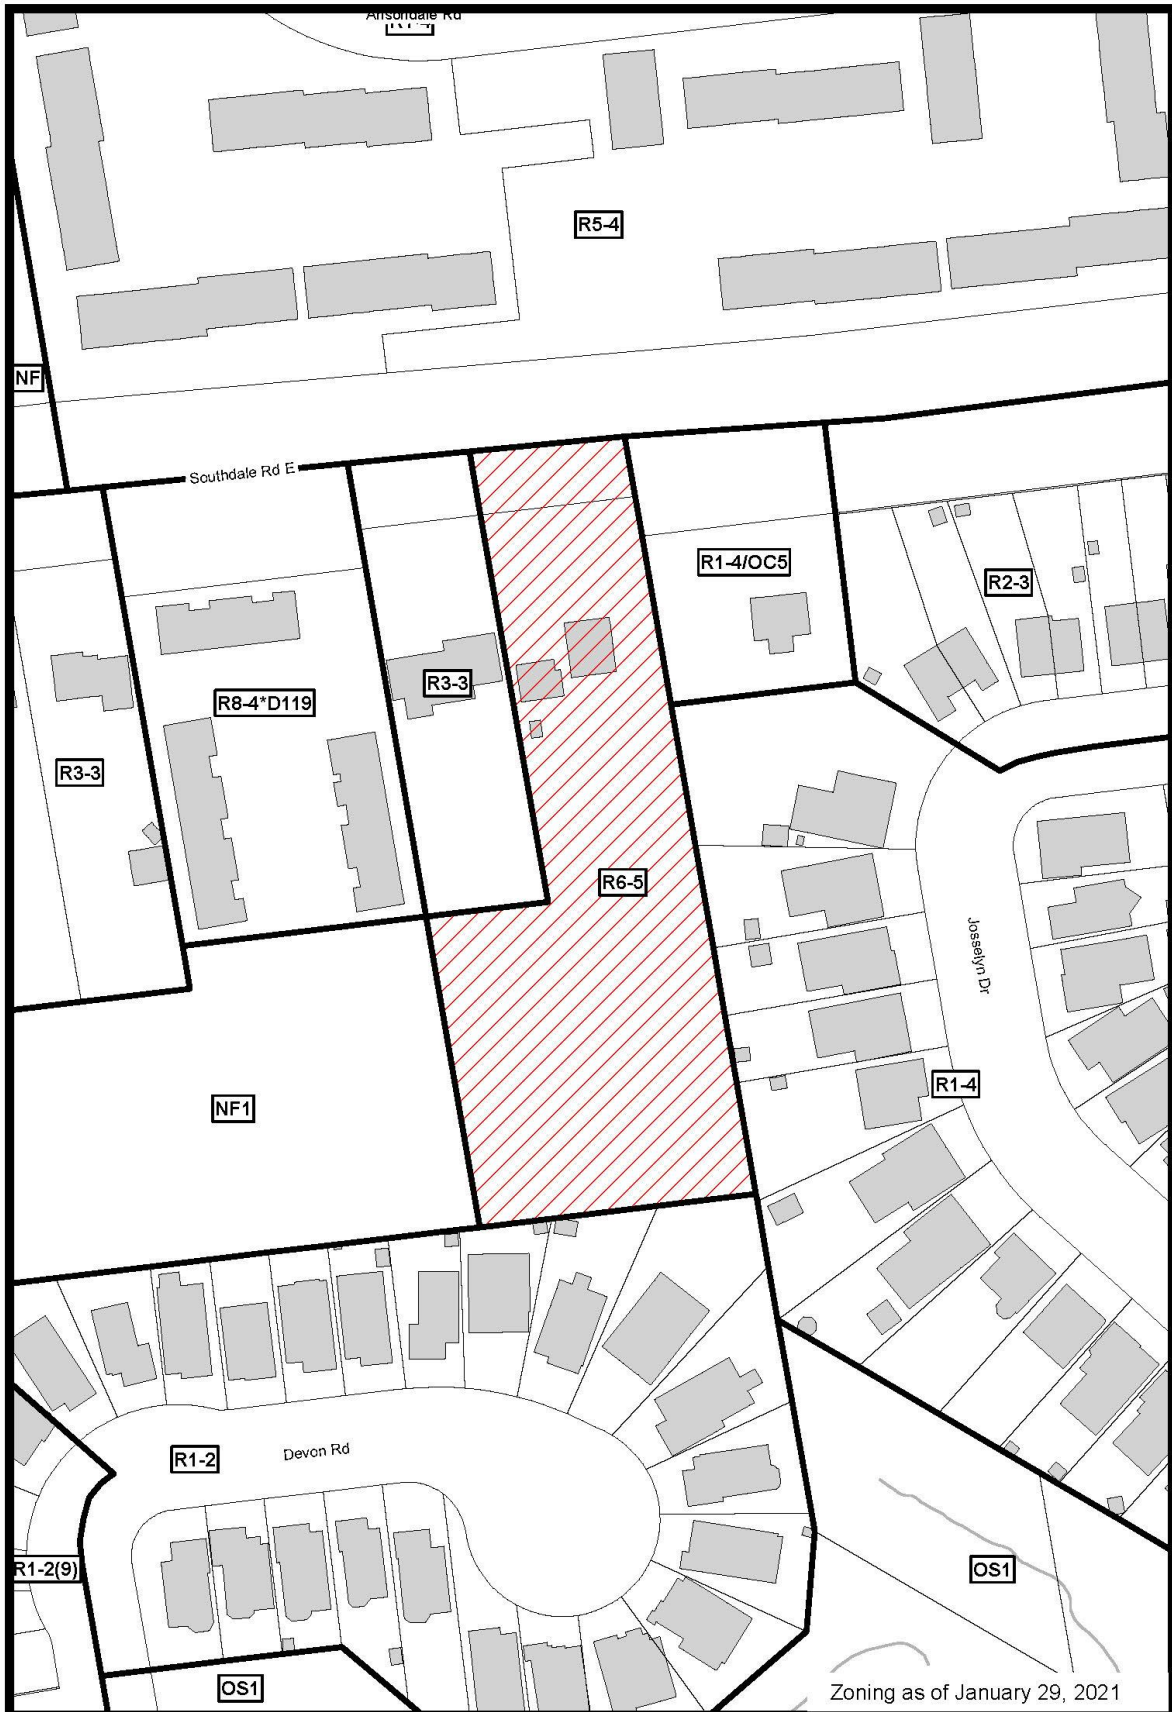 Ansondale Rd
R5-4
NF
Southdale Rd E
R1-4/OC5
R2-3
R3-3
R8-4*D119
R3-3
R6-5
Josselyn Dr
R1-4
NF1
R1-2
Devon Rd
R1-2(9)
OS1
OS1
Zoning as of January 29, 2021